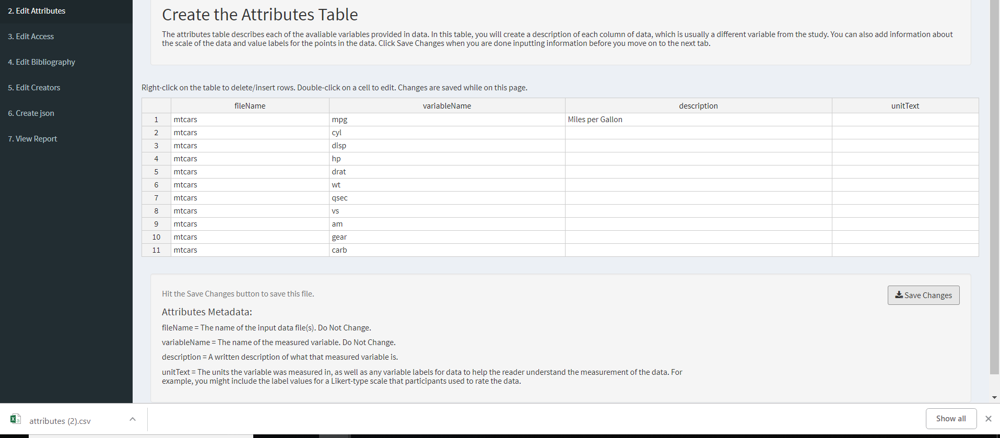 2. Edit Attributes
3. Edit Access
4. Edit Bibliography
5. Edit Creators
6. Create json
7. View Report
Create the Attributes Table
The attributes table describes each of the avaliable variables provided in data. In this table, you will create a description of each column of data, which is usually a different variable from the study. You can also add information about
the scale of the data and value labels for the points in the data. Click Save Changes when you are done inputting information before you move on to the next tab.
Right-click on the table to delete/insert rows. Double-click on a cell to edit. Changes are saved while on this page.
fileName variableName description unitText
1 mtcars mpg Miles per Gallon
2 mtcars cyl
3 mtcars disp
4 mtcars hp
5 mtcars drat
6 mtcars wt
7 mtcars qsec
8 mtcars vs
9 mtcars am
10 mtcars gear
11 mtcars carb
Hit the Save Changes button to save this file.
Save Changes
Attributes Metadata:
fileName = The name of the input data file(s). Do Not Change.
variableName = The name of the measured variable. Do Not Change.
description = A written description of what that measured variable is.
unitText = The units the variable was measured in, as well as any variable labels for data to help the reader understand the measurement of the data. For
example, you might include the label values for a Likert-type scale that participants used to rate the data.
attributes (2).csv
Show all